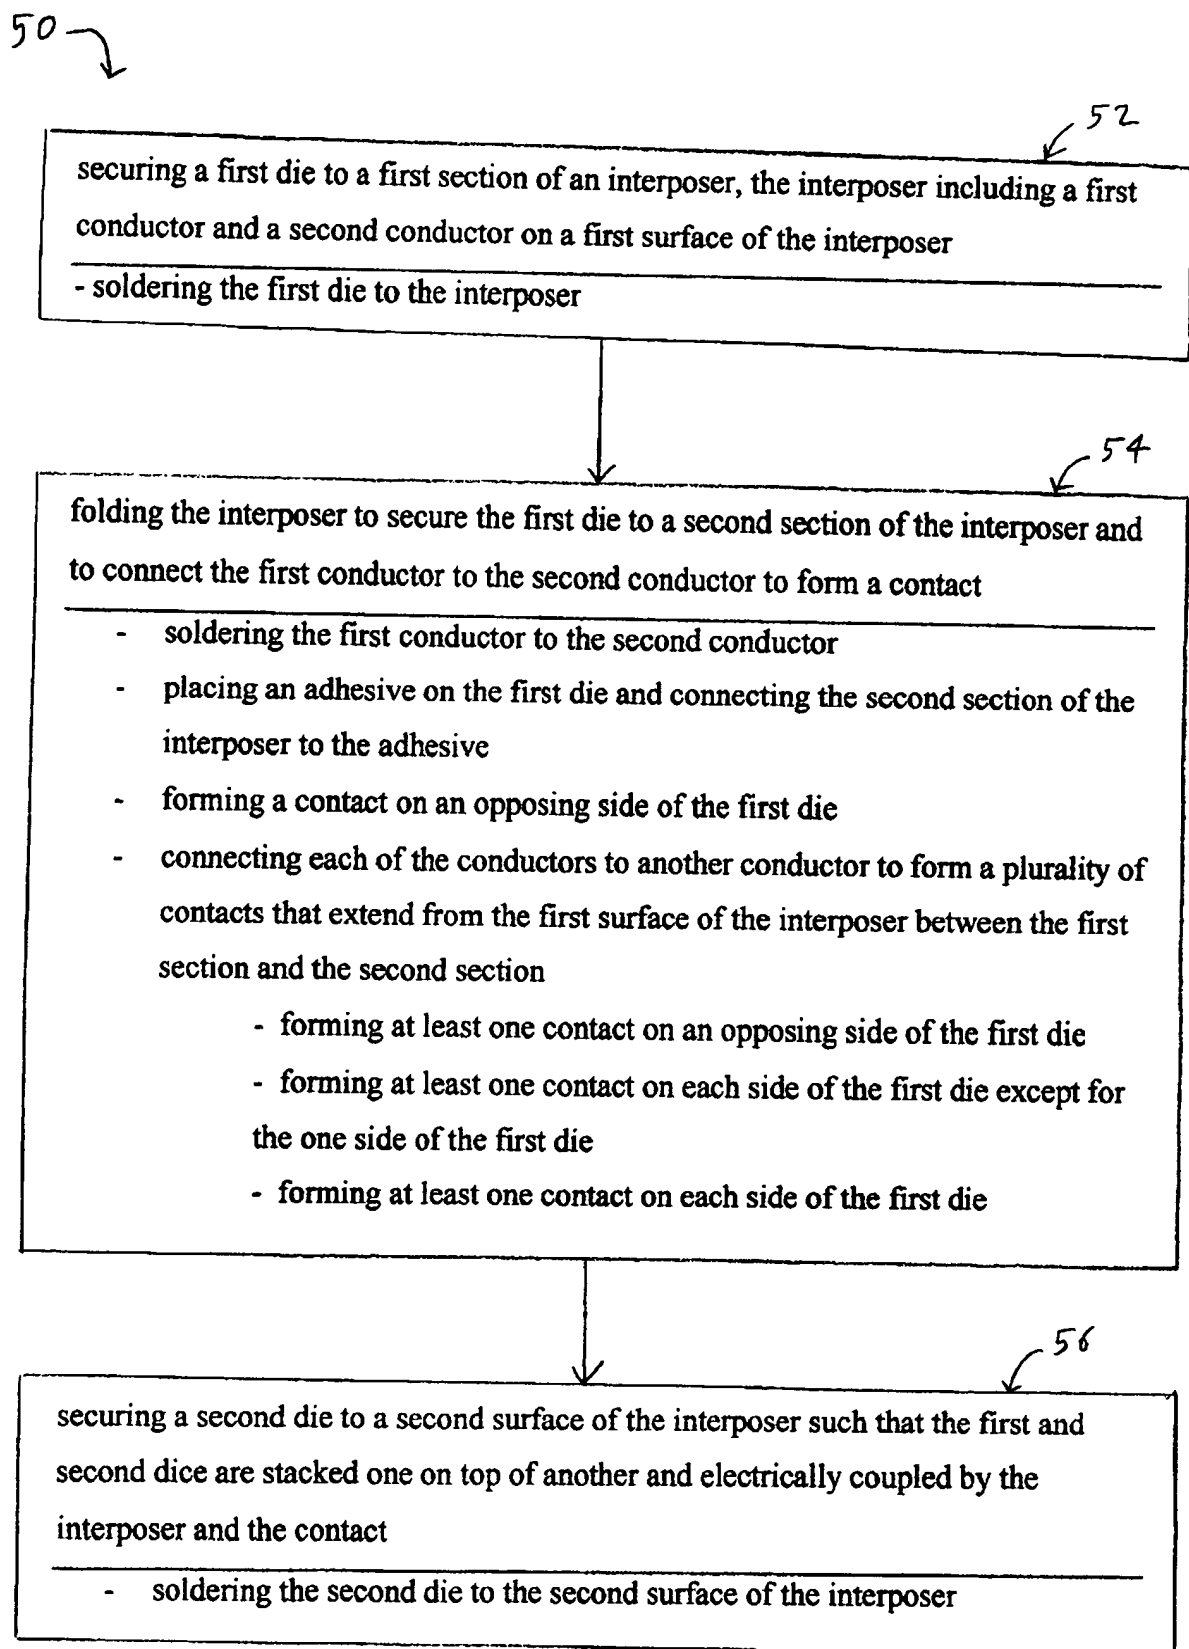 50
52
securing a first die to a first section of an interposer, the interposer including a first
conductor and a second conductor on a first surface of the interposer
- soldering the first die to the interposer
54
folding the interposer to secure the first die to a second section of the interposer and
to connect the first conductor to the second conductor to form a contact
- soldering the first conductor to the second conductor
- placing an adhesive on the first die and connecting the second section of the
interposer to the adhesive
- forming a contact on an opposing side of the first die
- connecting each of the conductors to another conductor to form a plurality of
contacts that extend from the first surface of the interposer between the first
section and the second section
- forming at least one contact on an opposing side of the first die
- forming at least one contact on each side of the first die except for
the one side of the first die
- forming at least one contact on each side of the first die
56
securing a second die to a second surface of the interposer such that the first and
second dice are stacked one on top of another and electrically coupled by the
interposer and the contact
- soldering the second die to the second surface of the interposer